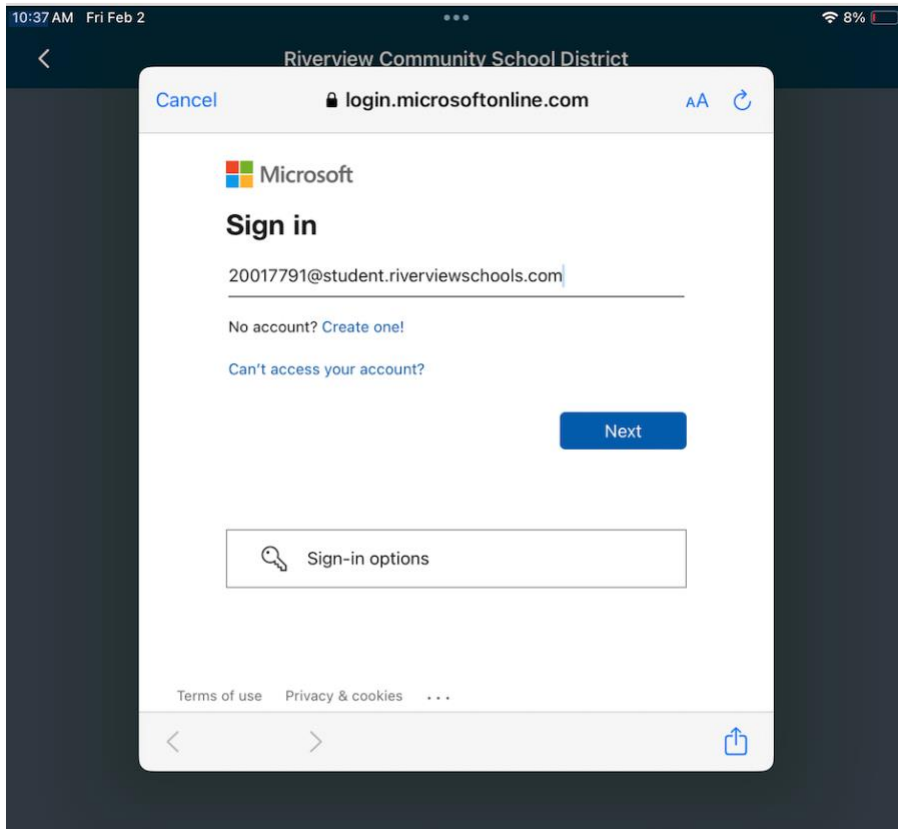 10:37 AM Fri Feb 2 8%
Riverview Community School District
Cancel login.microsoftonline.com AA
Microsoft
Sign in
20017791@student.riverviewschools.com
No account? Create one!
Can't access your account?
Next
Sign-in options
Terms of use Privacy & cookies ...